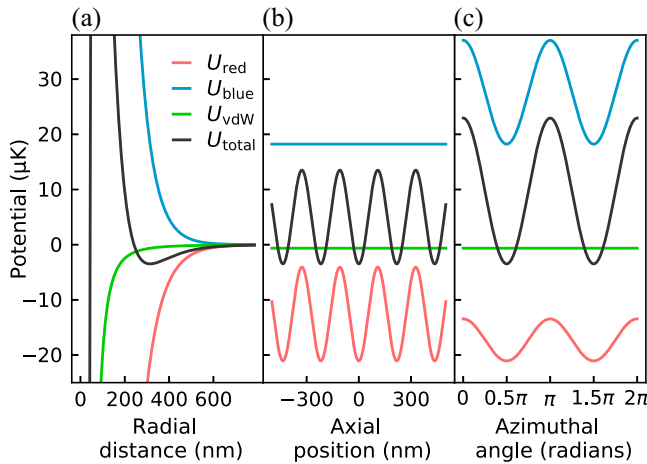 (a)
(b)
(c)
Potential (μK)
30
20
10
0
−10
−20
U_red
U_blue
U_vdW
U_total
0 200 400 600
−300 0 300
0 0.5π π 1.5π 2π
Radial
distance (nm)
Axial
position (nm)
Azimuthal
angle (radians)